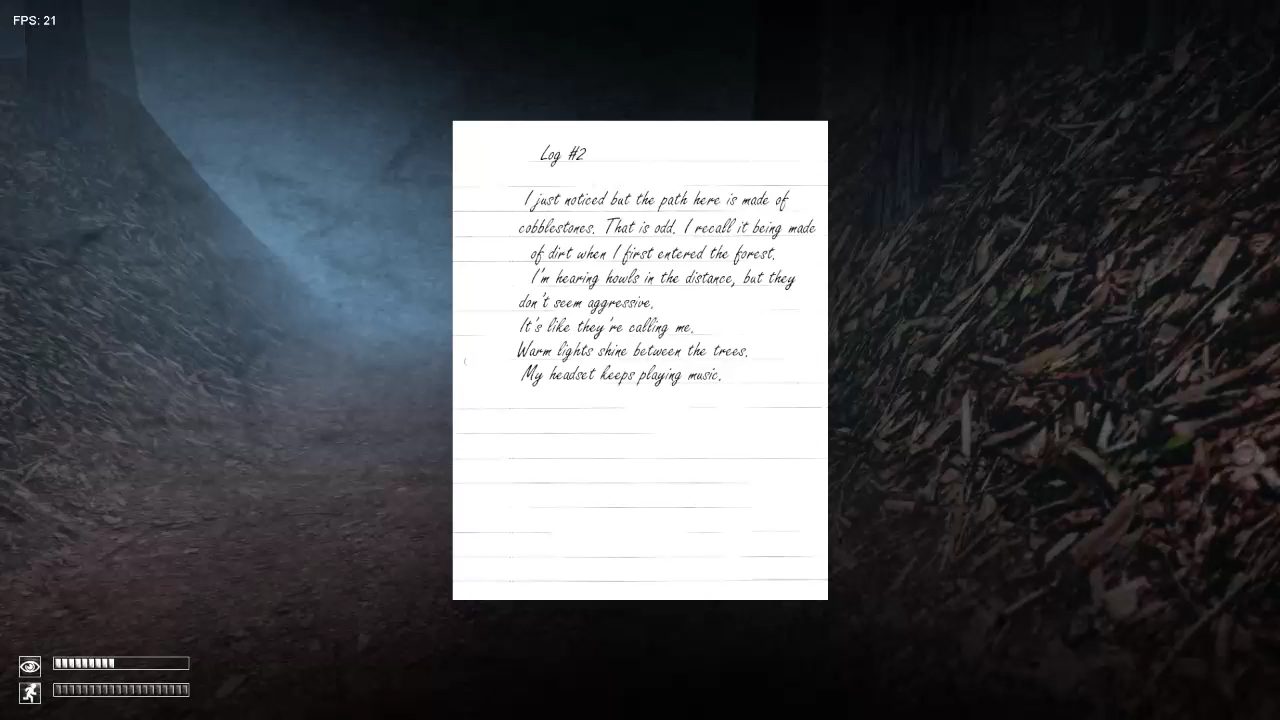 FPS: 21
Log #2
I just noticed but the path here is made of
cobblestones. That is odd. I recall it being made
of dirt when I first entered the forest.
I'm hearing howls in the distance, but they
don't seem aggressive.
It's like they're calling me.
Warm lights shine between the trees.
My headset keeps playing music.